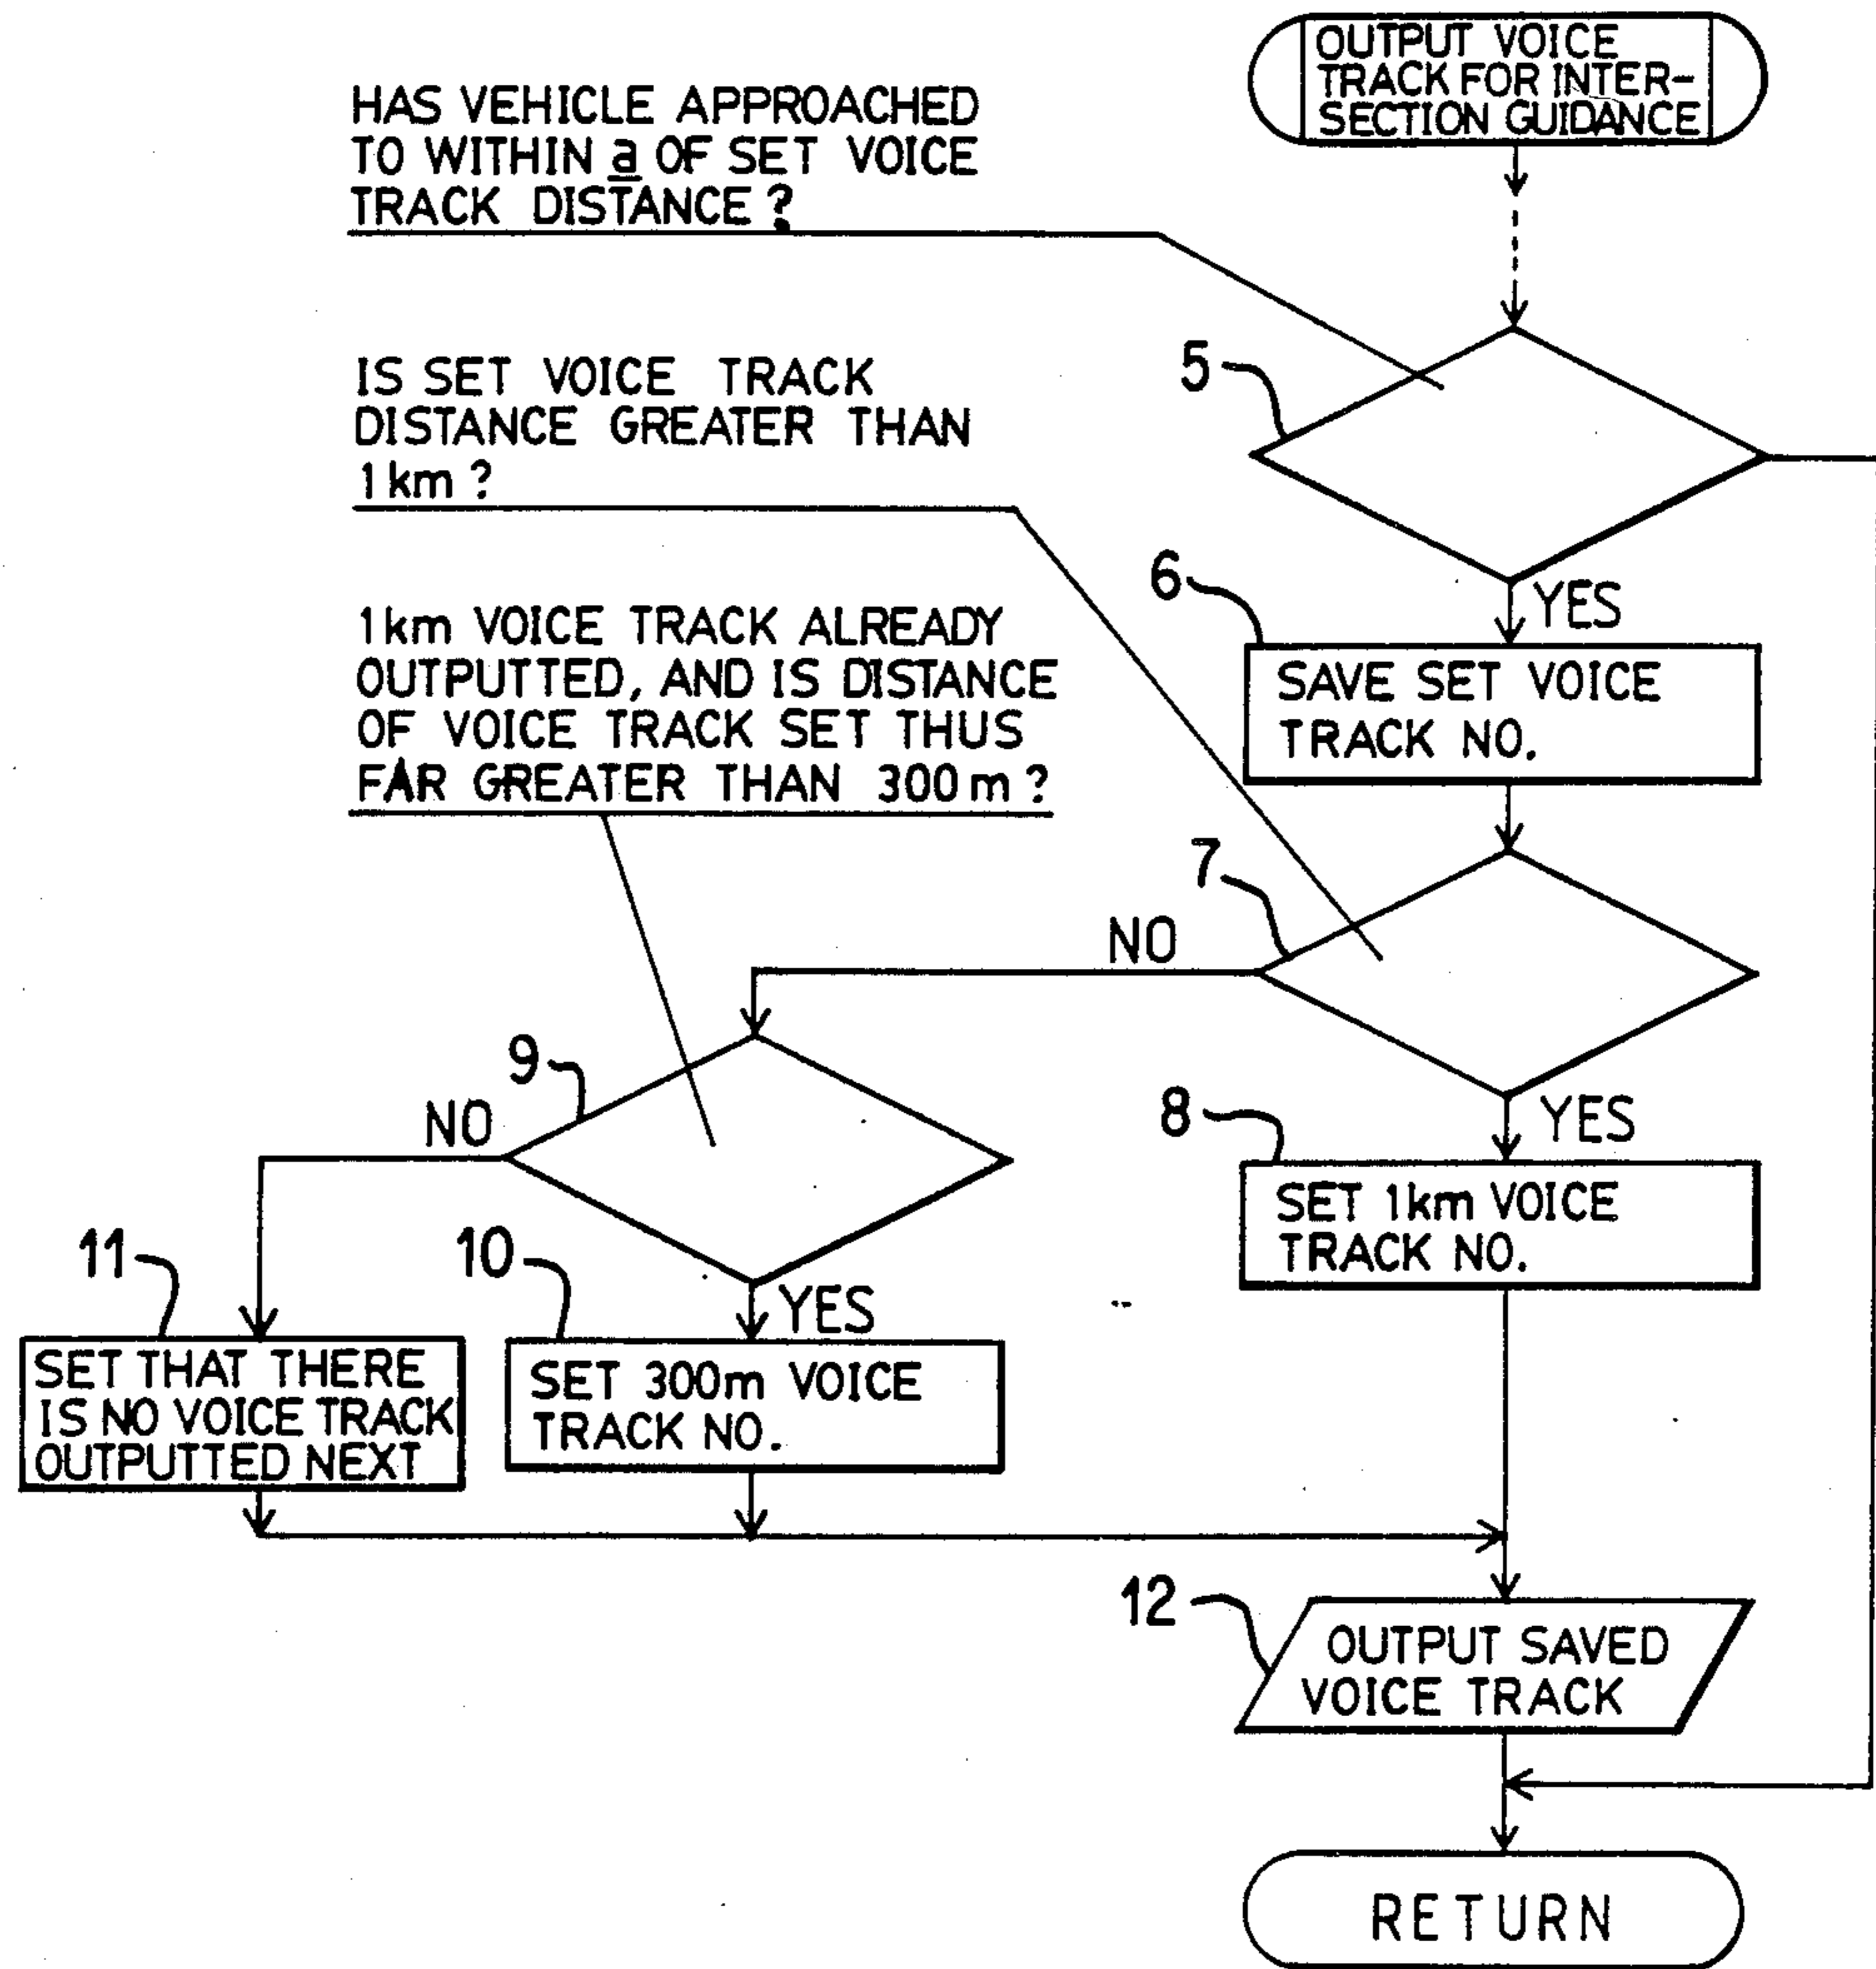 OUTPUT VOICE
TRACK FOR INTER-
SECTION GUIDANCE
HAS VEHICLE APPROACHED
TO WITHIN a OF SET VOICE
TRACK DISTANCE?
5
IS SET VOICE TRACK
DISTANCE GREATER THAN
1km?
YES
6
SAVE SET VOICE
TRACK NO.
1km VOICE TRACK ALREADY
OUTPUTTED, AND IS DISTANCE
OF VOICE TRACK SET THUS
FAR GREATER THAN 300m?
7
NO
YES
8
SET 1km VOICE
TRACK NO.
9
NO
YES
11
SET THAT THERE
IS NO VOICE TRACK
OUTPUTTED NEXT
10
SET 300m VOICE
TRACK NO.
12
OUTPUT SAVED
VOICE TRACK
RETURN